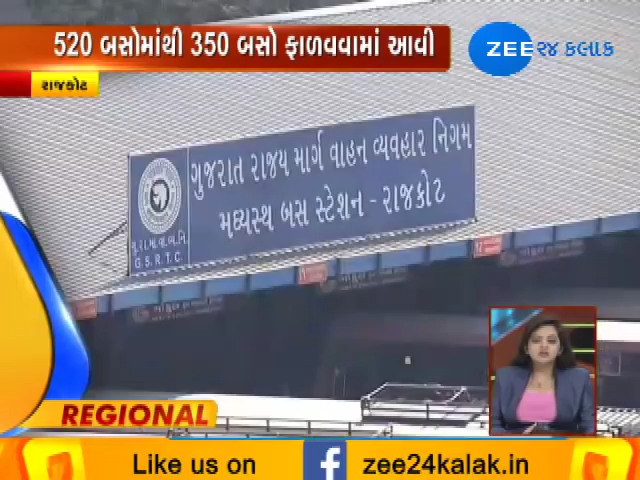 520 બસોમાંથી 350 બસો ફાળવવામાં આવી
ZEE ૨૪ કલાક
રાજકોટ
ગુજરાત રાજ્ય માર્ગ વાહન વ્યવહાર નિગમ
મધ્યસ્થ બસ સ્ટેશન - રાજકોટ
ગુ.રા.મા.વા.વ્ય.નિ.
G.S.R.T.C
ZEE
REGIONAL
Like us on
zee24kalak.in